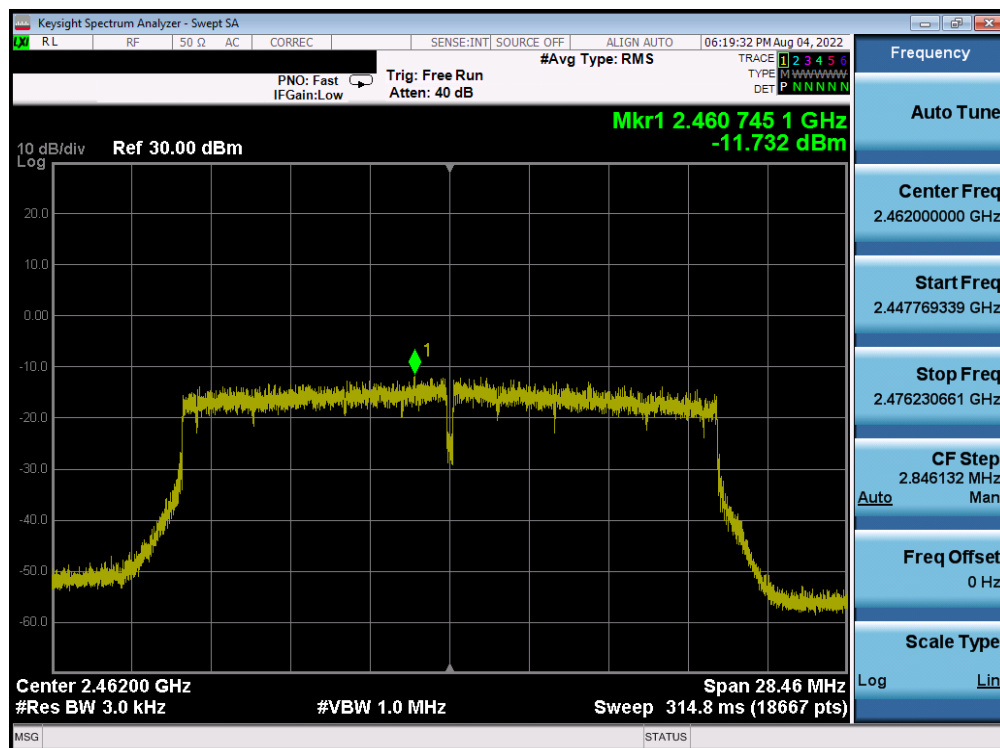 Keysight Spectrum Analyzer - Swept SA
LXI RL RF 50 Ω AC CORREC SENSE:INT SOURCE OFF ALIGN AUTO 06:19:32 PM Aug 04, 2022
#Avg Type: RMS
TRACE 1 2 3 4 5 6
PNO: Fast Trig: Free Run
TYPE M W W W W W
IFGain:Low Atten: 40 dB
DET P N N N N N
Mkr1 2.460 745 1 GHz
-11.732 dBm
10 dB/div Ref 30.00 dBm
Log
20.0
10.0
0.00
-10.0
-20.0
-30.0
-40.0
-50.0
-60.0
1
Center 2.46200 GHz Span 28.46 MHz
#Res BW 3.0 kHz #VBW 1.0 MHz Sweep 314.8 ms (18667 pts)
MSG STATUS
Frequency
Auto Tune
Center Freq
2.462000000 GHz
Start Freq
2.447769339 GHz
Stop Freq
2.476230661 GHz
CF Step
2.846132 MHz
Auto Man
Freq Offset
0 Hz
Scale Type
Log Lin